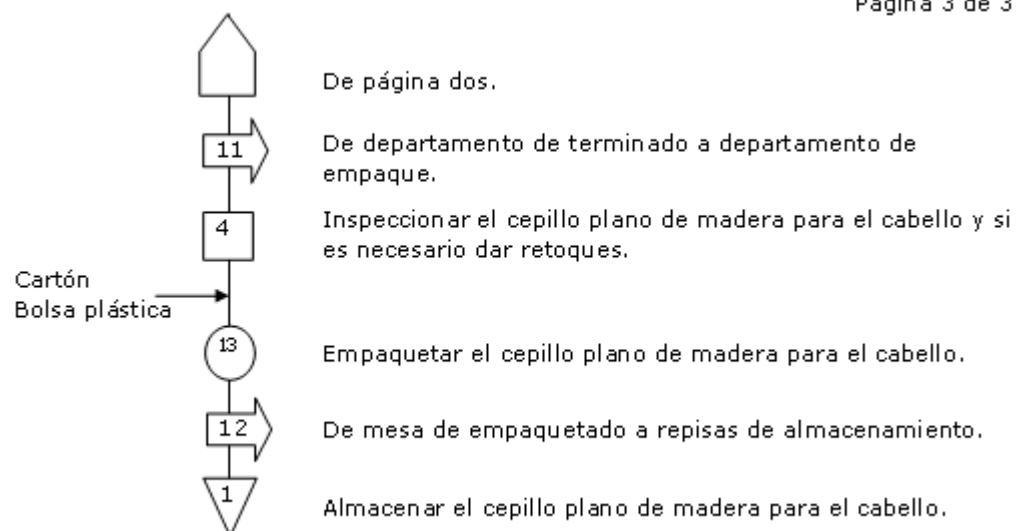 Página 3 de 3
De página dos.
11
De departamento de terminado a departamento de
empaque.
4
Inspeccionar el cepillo plano de madera para el cabello y si
es necesario dar retoques.
Cartón
Bolsa plástica
13
Empaquetar el cepillo plano de madera para el cabello.
12
De mesa de empaquetado a repisas de almacenamiento.
1
Almacenar el cepillo plano de madera para el cabello.